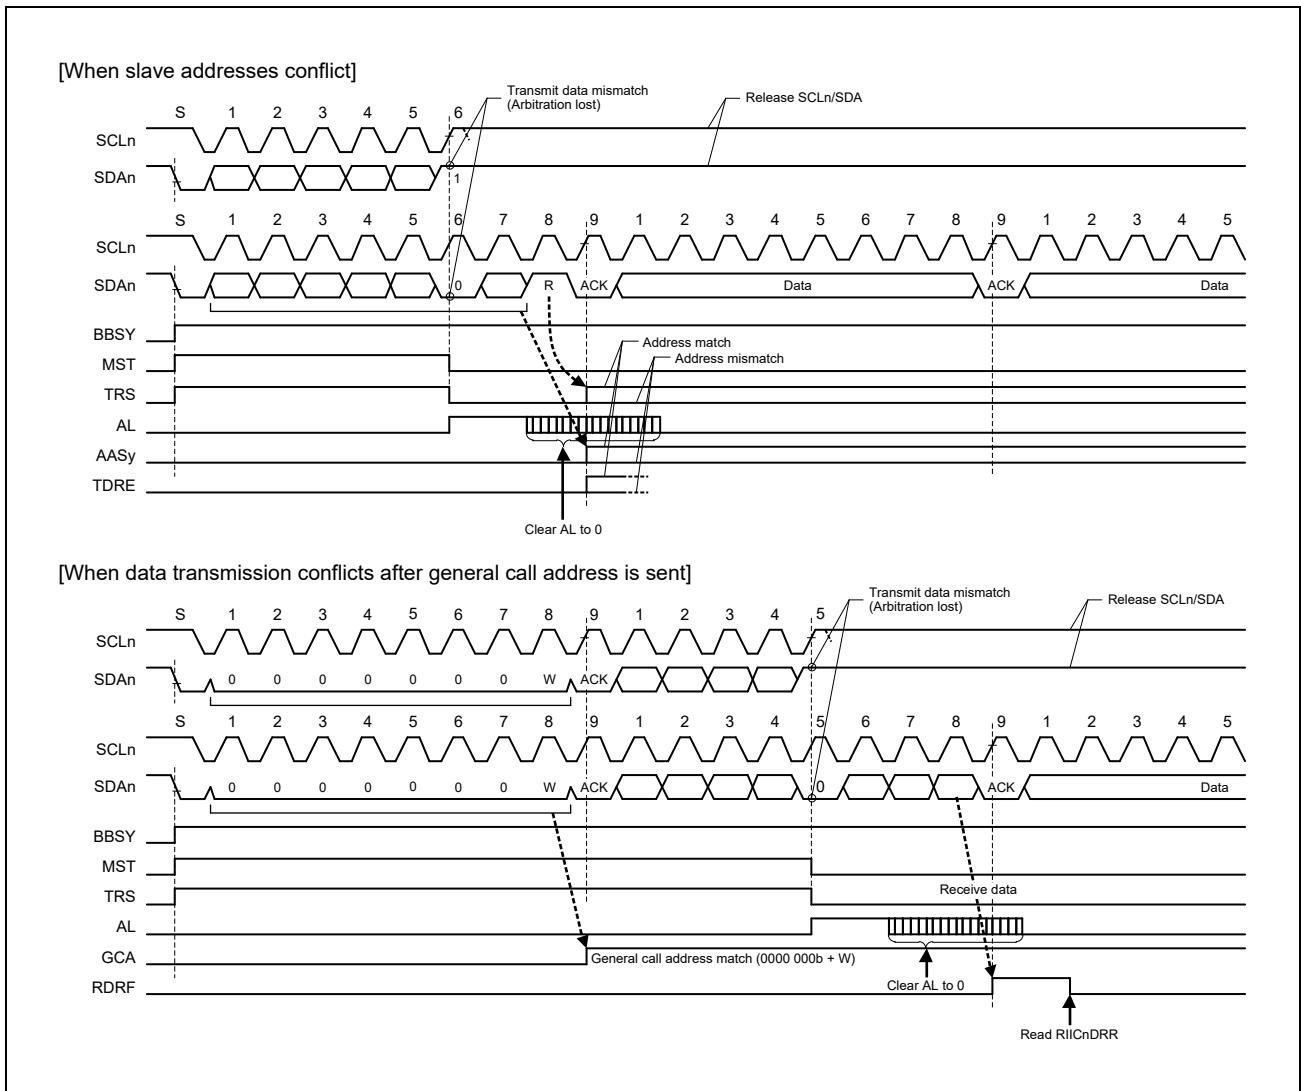 [When slave addresses conflict]
Transmit data mismatch
(Arbitration lost)
Release SCLn/SDA
S 1 2 3 4 5 6
SCLn
SDAn 1
S 1 2 3 4 5 6 7 8 9 1 2 3 4 5 6 7 8 9 1 2 3 4 5
SCLn
SDAn 0 R ACK Data ACK Data
BBSY
Address match
MST
Address mismatch
TRS
AL
AASy
TDRE
Clear AL to 0
[When data transmission conflicts after general call address is sent]
Transmit data mismatch
(Arbitration lost)
Release SCLn/SDA
S 1 2 3 4 5 6 7 8 9 1 2 3 4 5
SCLn
SDAn 0 0 0 0 0 0 0 W ACK
S 1 2 3 4 5 6 7 8 9 1 2 3 4 5 6 7 8 9 1 2 3 4 5
SCLn
SDAn 0 0 0 0 0 0 0 W ACK 0 ACK Data
BBSY
MST
TRS
Receive data
AL
GCA
General call address match (0000 000b + W)
RDRF
Clear AL to 0
Read RIICnDRR